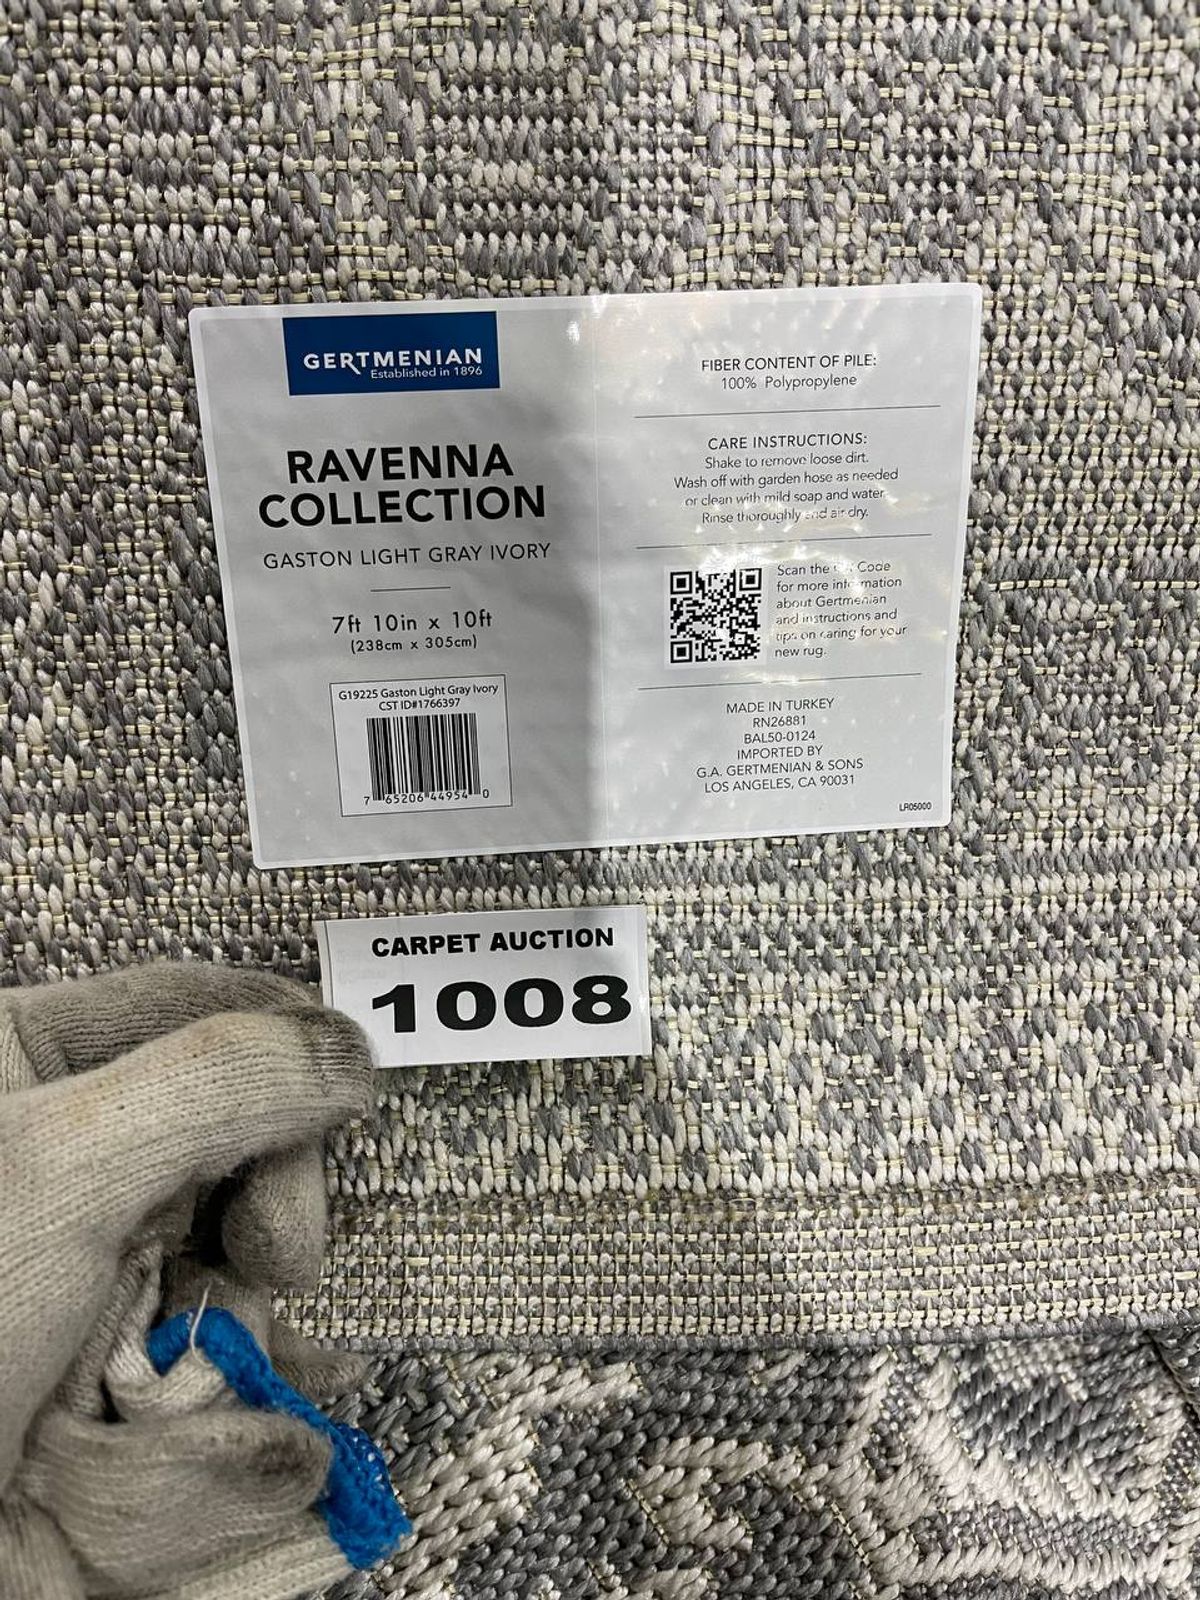 GERTMENIAN
Established in 1896
RAVENNA
COLLECTION
GASTON LIGHT GRAY IVORY
7ft 10in x 10ft
(238cm x 305cm)
G19225 Gaston Light Gray Ivory
CST ID#1766397
7 65206 44954 0
FIBER CONTENT OF PILE:
100% Polypropylene
CARE INSTRUCTIONS:
Shake to remove loose dirt.
Wash off with garden hose as needed
or clean with mild soap and water
Rinse thoroughly and air dry.
Scan the QR Code
for more information
about Gertmenian
and instructions and
tips on caring for your
new rug.
MADE IN TURKEY
RN26881
BAL50-0124
IMPORTED BY
G.A. GERTMENIAN & SONS
LOS ANGELES, CA 90031
LR05000
CARPET AUCTION
1008